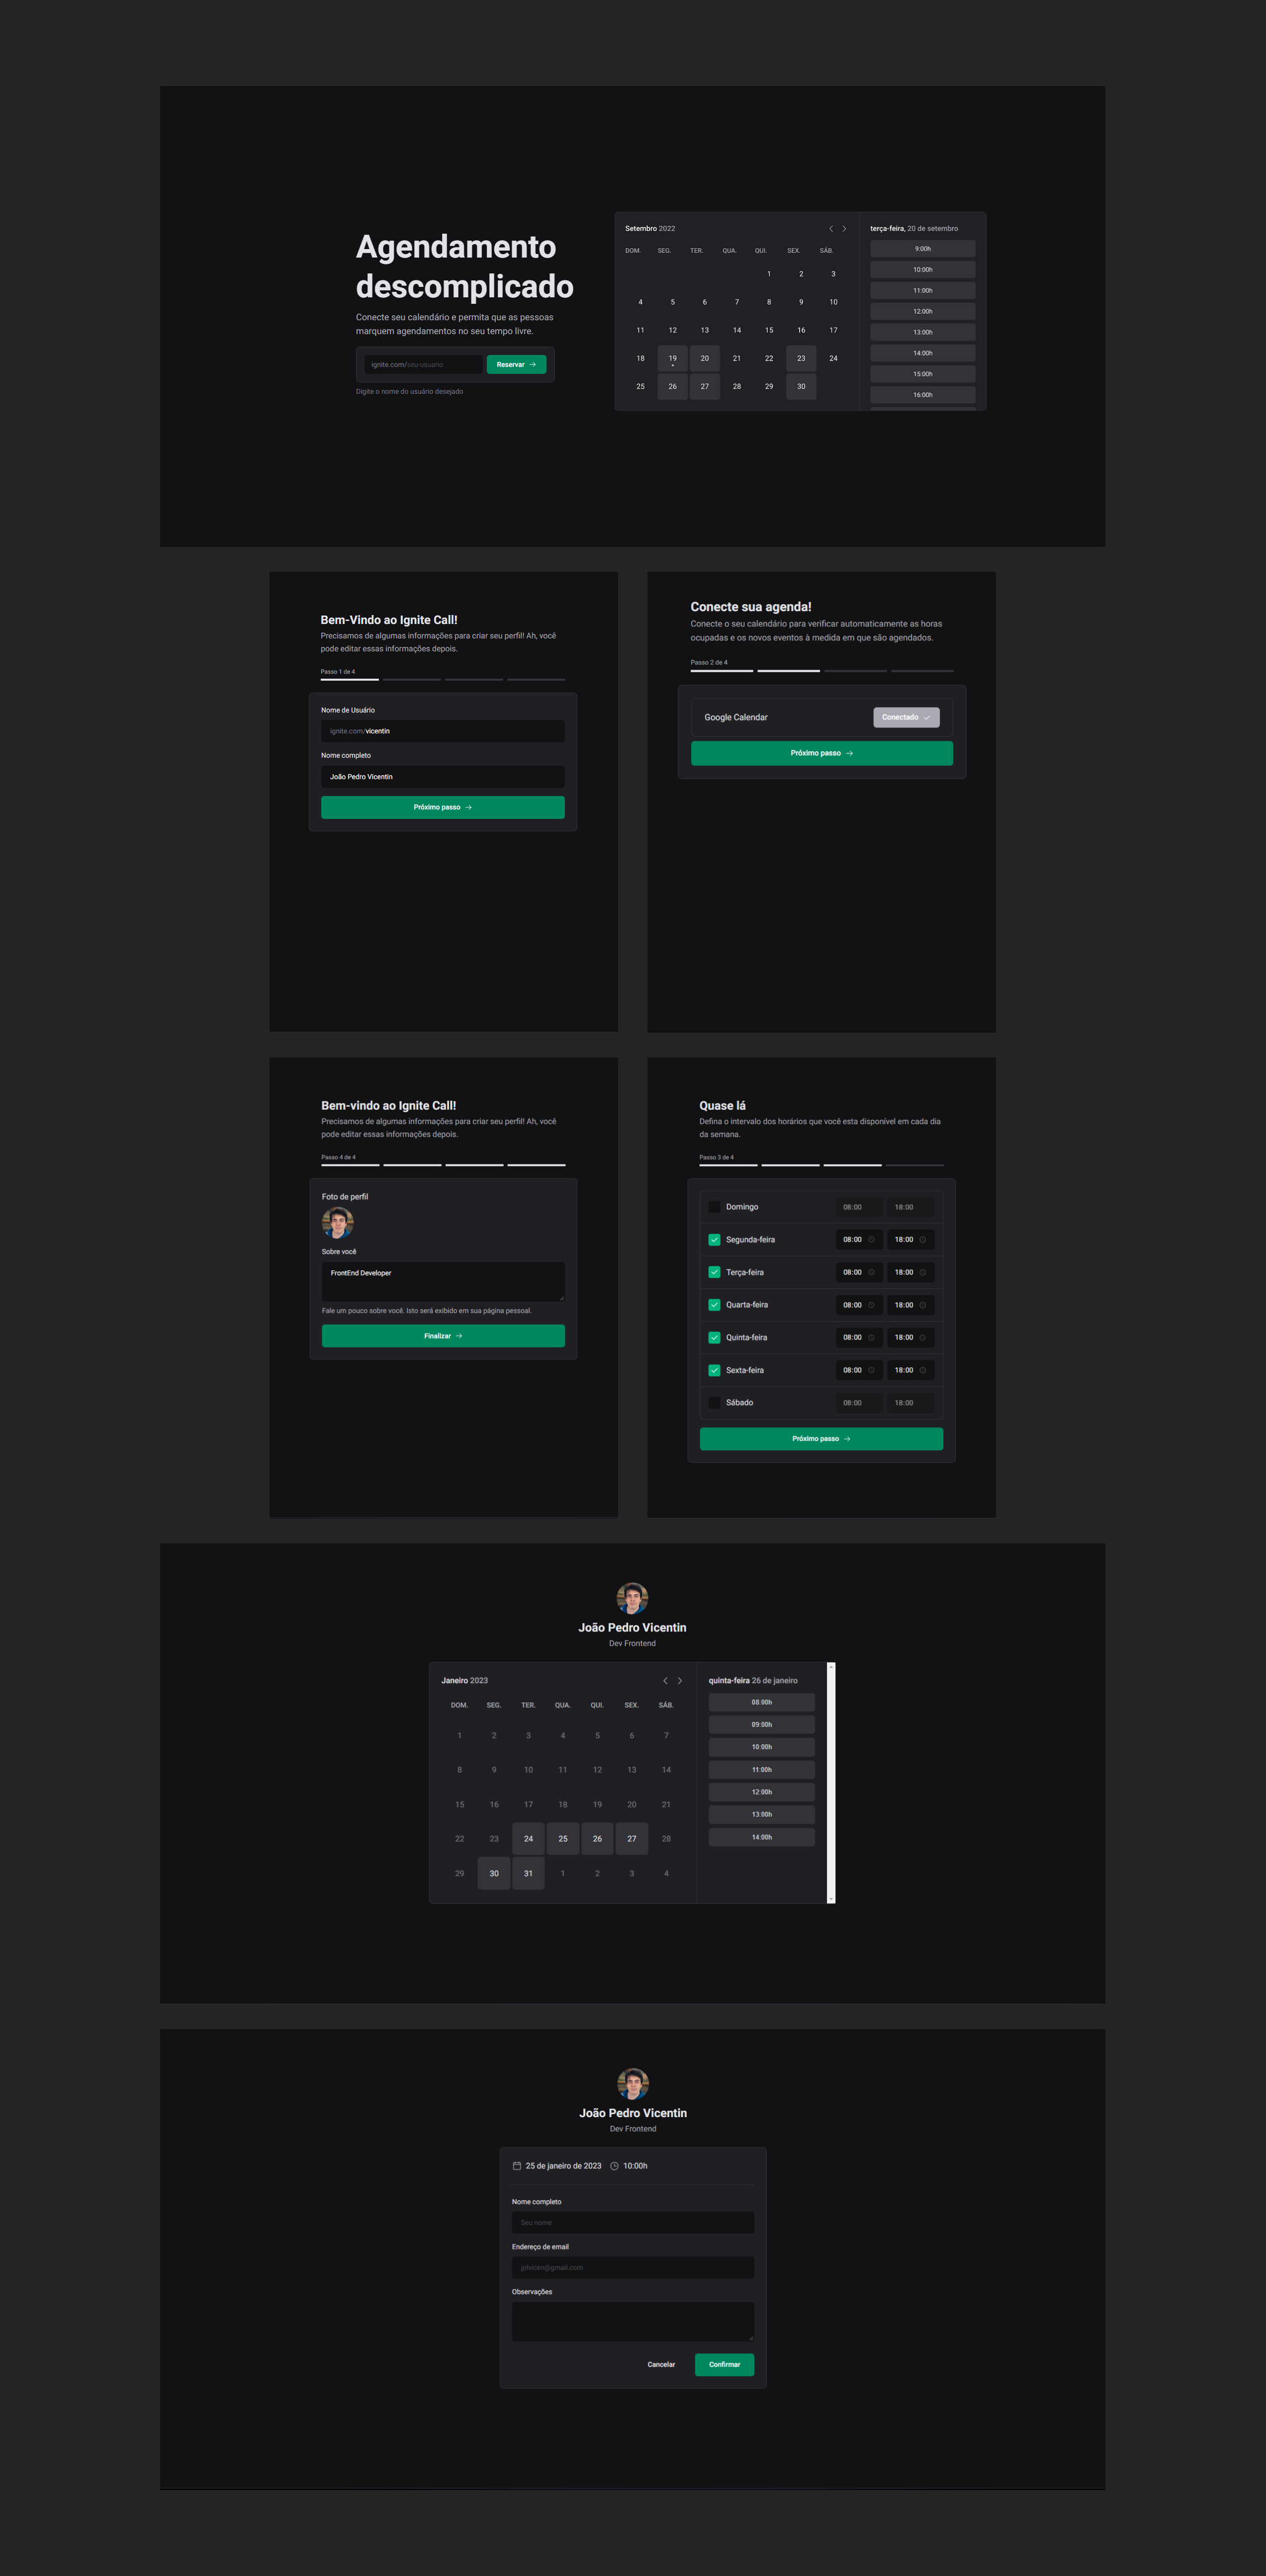 Agendamento
descomplicado
Conecte seu calendário e permita que as pessoas
marquem agendamentos no seu tempo livre.
ignite.com/seu-usuario
Reservar
Digite o nome do usuário desejado
Setembro 2022
DOM. SEG. TER. QUA. QUI. SEX. SÁB.
1 2 3
4 5 6 7 8 9 10
11 12 13 14 15 16 17
18 19 20 21 22 23 24
25 26 27 28 29 30
terça-feira, 20 de setembro
9:00h
10:00h
11:00h
12:00h
13:00h
14:00h
15:00h
16:00h
Bem-Vindo ao Ignite Call!
Precisamos de algumas informações para criar seu perfil! Ah, você
pode editar essas informações depois.
Passo 1 de 4
Nome de Usuário
ignite.com/vicentin
Nome completo
João Pedro Vicentin
Próximo passo
Conecte sua agenda!
Conecte o seu calendário para verificar automaticamente as horas
ocupadas e os novos eventos à medida em que são agendados.
Passo 2 de 4
Google Calendar
Conectado
Próximo passo
Bem-vindo ao Ignite Call!
Precisamos de algumas informações para criar seu perfil! Ah, você
pode editar essas informações depois.
Passo 4 de 4
Foto de perfil
Sobre você
FrontEnd Developer
Fale um pouco sobre você. Isto será exibido em sua página pessoal.
Finalizar
Quase lá
Defina o intervalo dos horários que você esta disponível em cada dia
da semana.
Passo 3 de 4
Domingo 08:00 18:00
Segunda-feira 08:00 18:00
Terça-feira 08:00 18:00
Quarta-feira 08:00 18:00
Quinta-feira 08:00 18:00
Sexta-feira 08:00 18:00
Sábado 08:00 18:00
Próximo passo
João Pedro Vicentin
Dev Frontend
Janeiro 2023
DOM. SEG. TER. QUA. QUI. SEX. SÁB.
1 2 3 4 5 6 7
8 9 10 11 12 13 14
15 16 17 18 19 20 21
22 23 24 25 26 27 28
29 30 31 1 2 3 4
quinta-feira 26 de janeiro
08:00h
09:00h
10:00h
11:00h
12:00h
13:00h
14:00h
João Pedro Vicentin
Dev Frontend
25 de janeiro de 2023 10:00h
Nome completo
Seu nome
Endereço de email
jplvicen@gmail.com
Observações
Cancelar
Confirmar